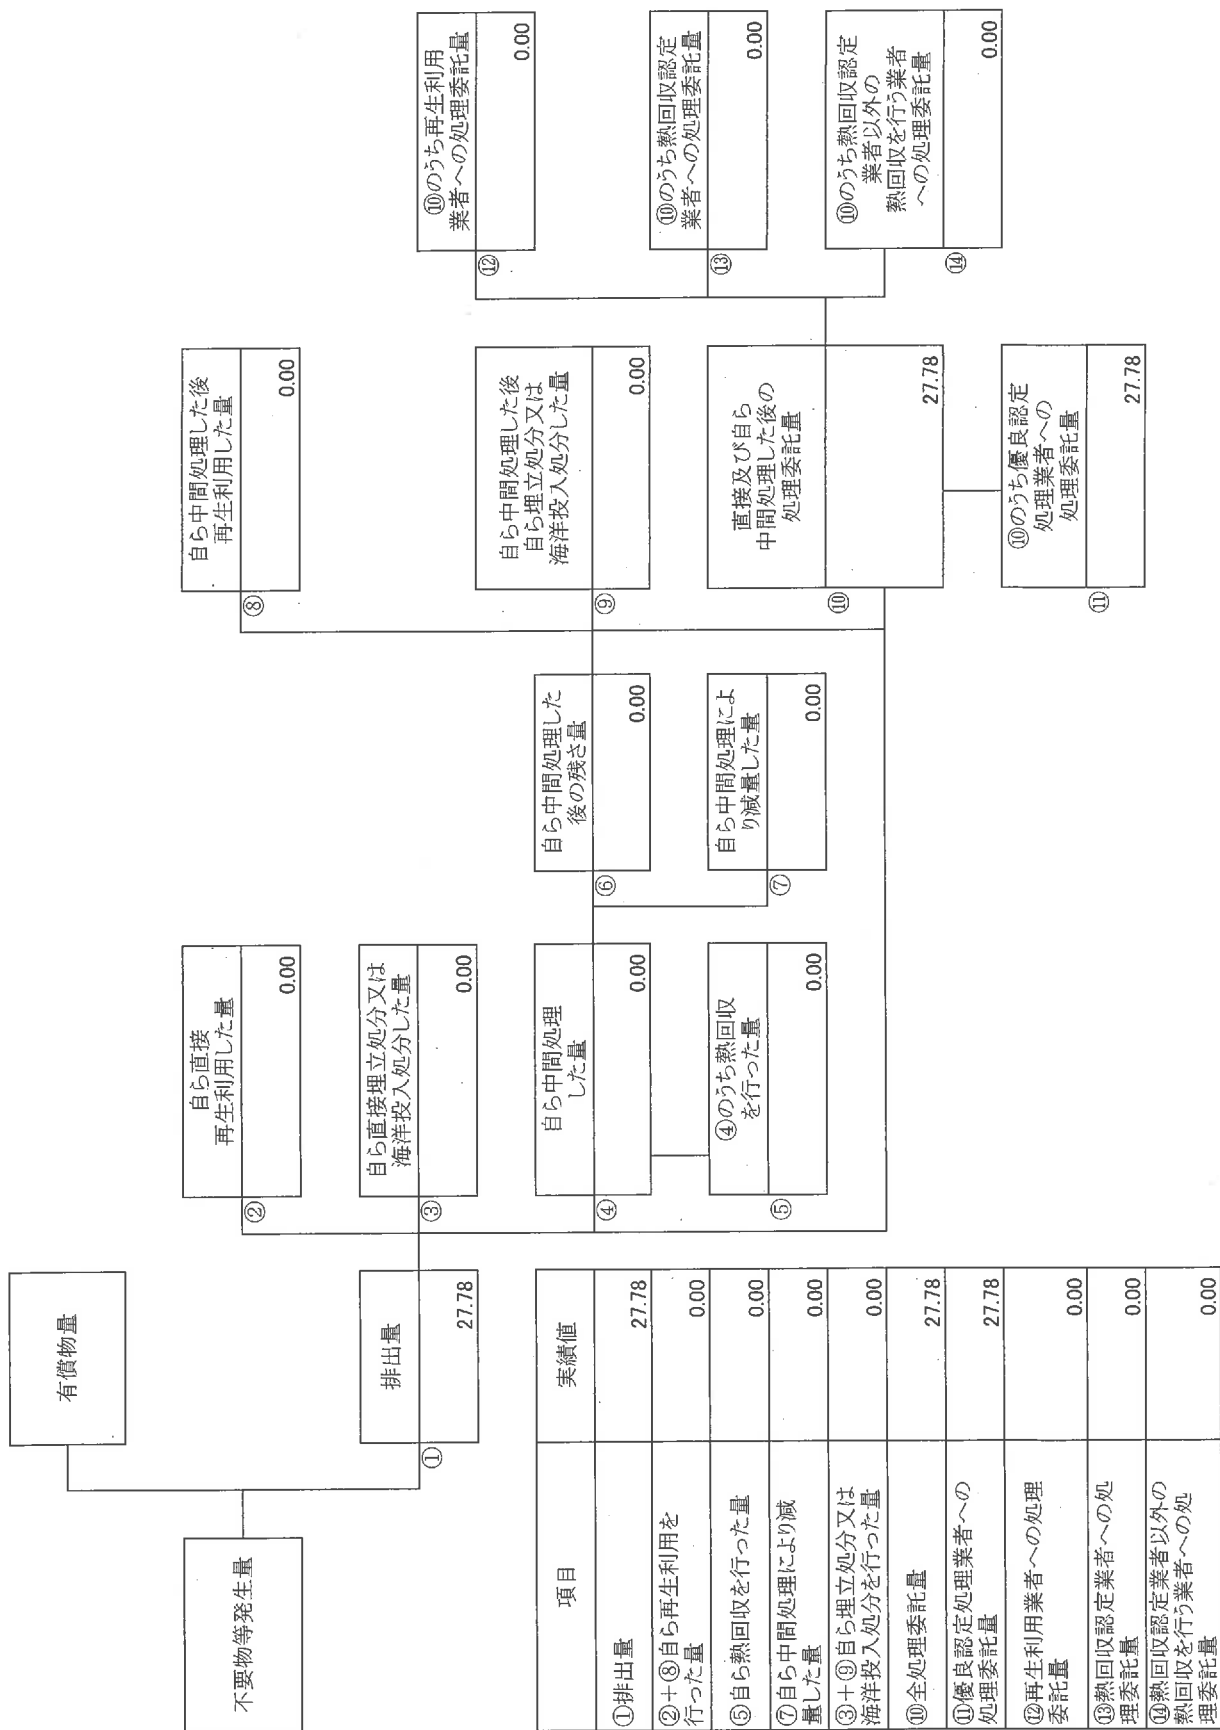 不要物等発生量
有償物量
排出量
①
27.78
自ら直接
再生利用した量
②
0.00
自ら直接埋立処分又は
海洋投入処分した量
③
0.00
自ら中間処理
した量
④
0.00
④のうち熱回収
を行った量
⑤
0.00
自ら中間処理した
後の残さ量
⑥
0.00
自ら中間処理によ
り減量した量
⑦
0.00
自ら中間処理した後
再生利用した量
⑧
0.00
自ら中間処理した後
自ら埋立処分又は
海洋投入処分した量
⑨
0.00
直接及び自ら
中間処理した後の
処理委託量
⑩
27.78
⑩のうち優良認定
処理業者への
処理委託量
⑪
27.78
⑩のうち再生利用
業者への処理委託量
⑫
0.00
⑩のうち熱回収認定
業者への処理委託量
⑬
0.00
⑩のうち熱回収認定
業者以外の
熱回収を行う業者
への処理委託量
⑭
0.00
項目 実績値
①排出量 27.78
②+⑧自ら再生利用を
行った量 0.00
⑤自ら熱回収を行った量 0.00
⑦自ら中間処理により減
量した量 0.00
③+⑨自ら埋立処分又は
海洋投入処分を行った量 0.00
⑩全処理委託量 27.78
⑪優良認定処理業者への
処理委託量 27.78
⑫再生利用業者への処理
委託量 0.00
⑬熱回収認定業者への処
理委託量 0.00
⑭熱回収認定業者以外の
熱回収を行う業者への処
理委託量 0.00